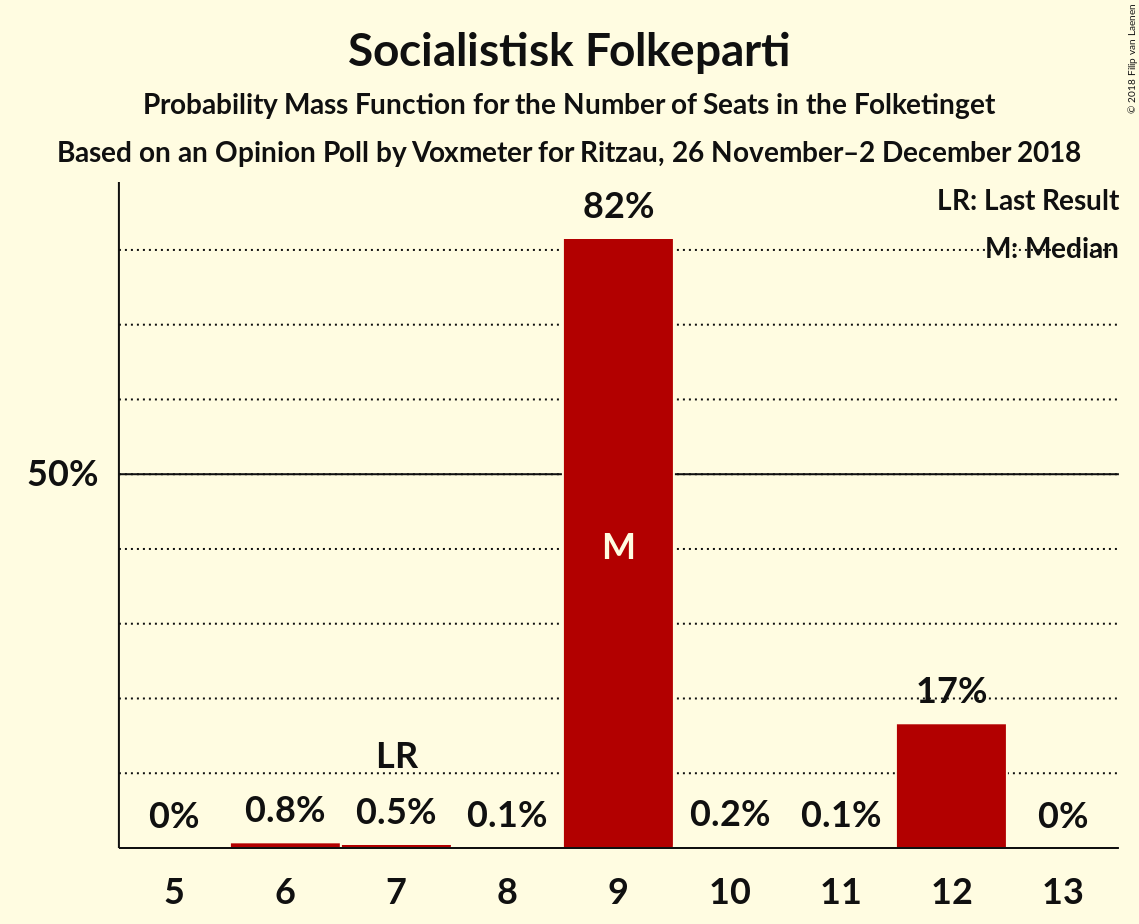 Socialistisk Folkeparti
Probability Mass Function for the Number of Seats in the Folketinget
Based on an Opinion Poll by Voxmeter for Ritzau, 26 November–2 December 2018
© 2018 Filip van Laenen
LR: Last Result
M: Median
82%
50%
M
17%
LR
0% 0.8% 0.5% 0.1% 0.2% 0.1% 0%
5 6 7 8 9 10 11 12 13